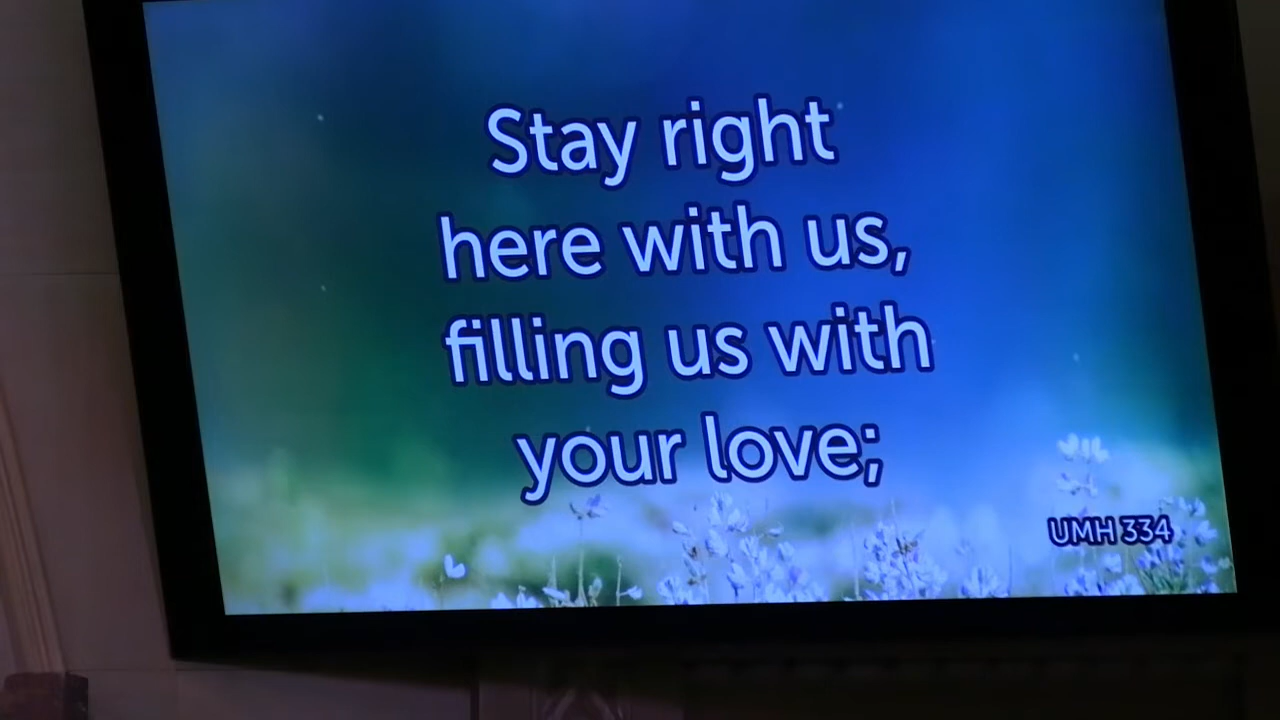 Stay right
here with us,
filling us with
your love;
UMH 334